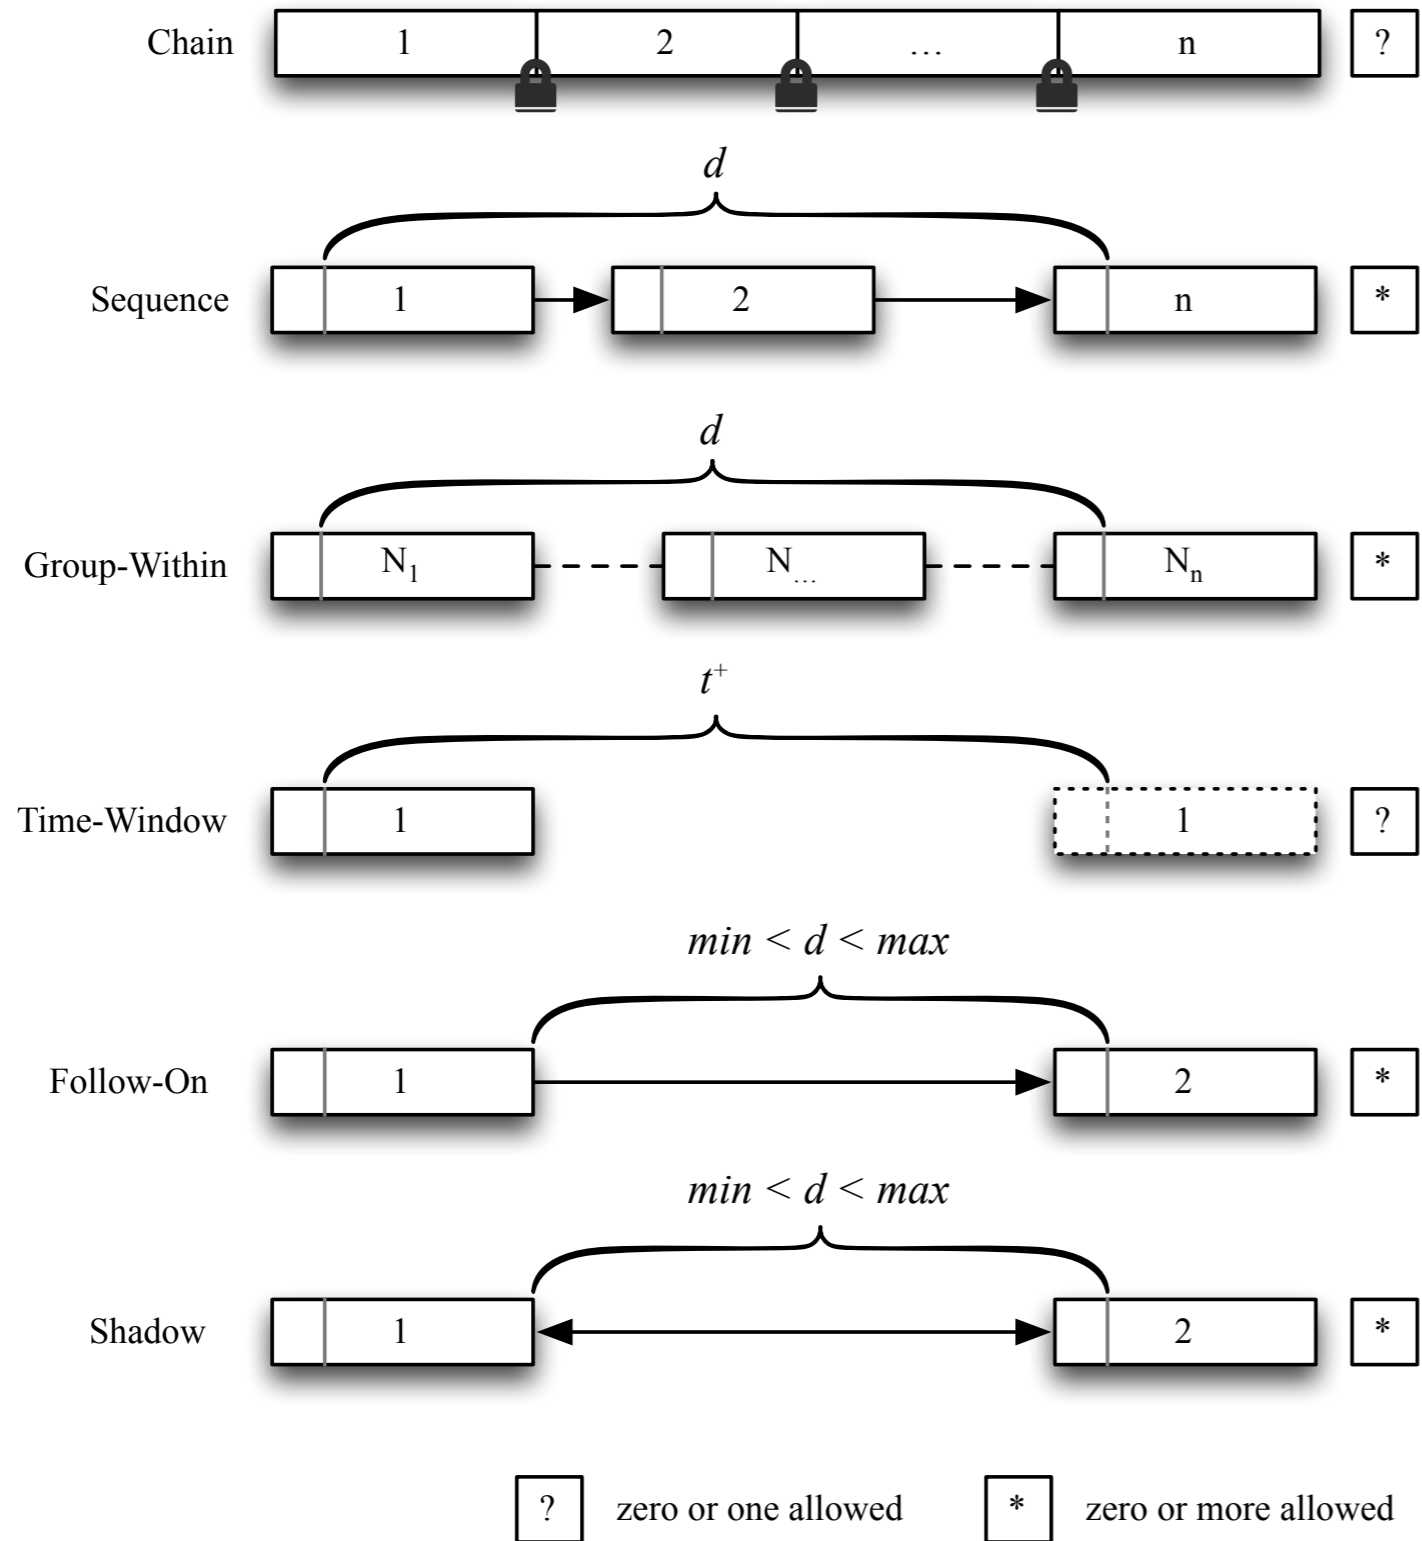 Chain 1 2 … n ?
d
Sequence 1 2 n *
d
Group-Within N1 N… Nn *
t+
Time-Window 1 1 ?
min < d < max
Follow-On 1 2 *
min < d < max
Shadow 1 2 *
? zero or one allowed * zero or more allowed